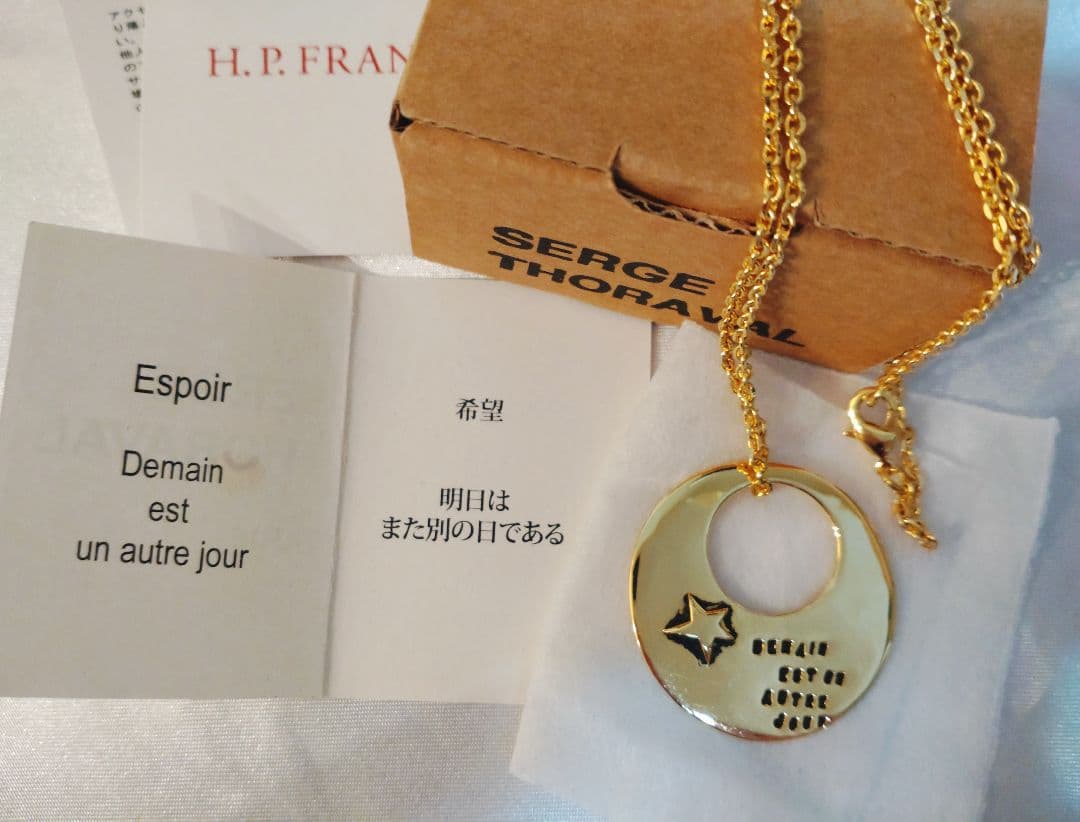 H.P.FRAN
SERGE
THORAVAL
Espoir
Demain
est
un autre jour
希望
明日は
また別の日である
DEMAIN
EST UN
AUTRE
JOUR